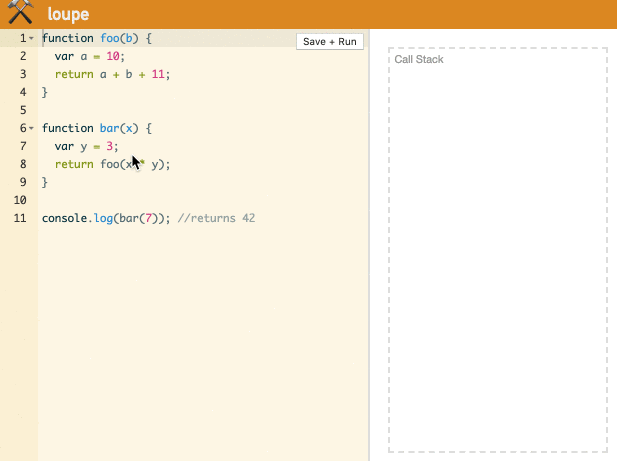 loupe
Save + Run
1 function foo(b) {
2   var a = 10;
3   return a + b + 11;
4 }
5
6 function bar(x) {
7   var y = 3;
8   return foo(x * y);
9 }
10
11 console.log(bar(7)); //returns 42
Call Stack